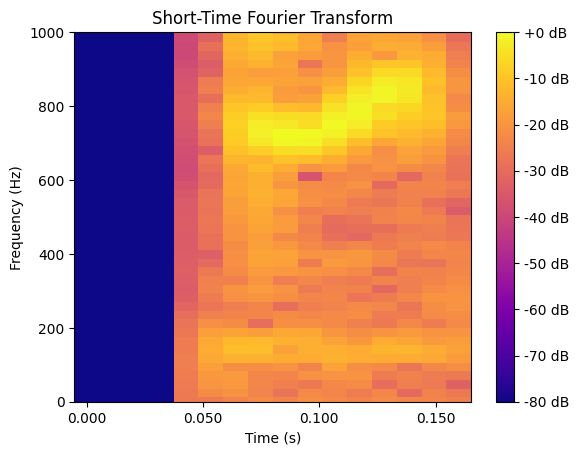 Short-Time Fourier Transform
1000
800
600
400
200
0
Frequency (Hz)
0.000
0.050
0.100
0.150
Time (s)
+0 dB
-10 dB
-20 dB
-30 dB
-40 dB
-50 dB
-60 dB
-70 dB
-80 dB